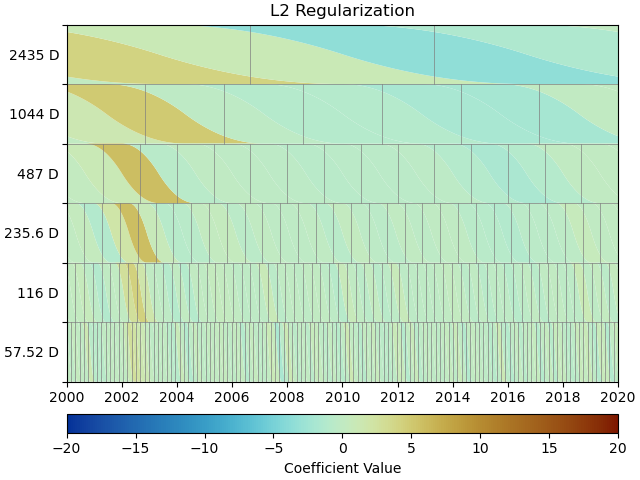 L2 Regularization
2435 D
1044 D
487 D
235.6 D
116 D
57.52 D
2000 2002 2004 2006 2008 2010 2012 2014 2016 2018 2020
−20 −15 −10 −5 0 5 10 15 20
Coefficient Value